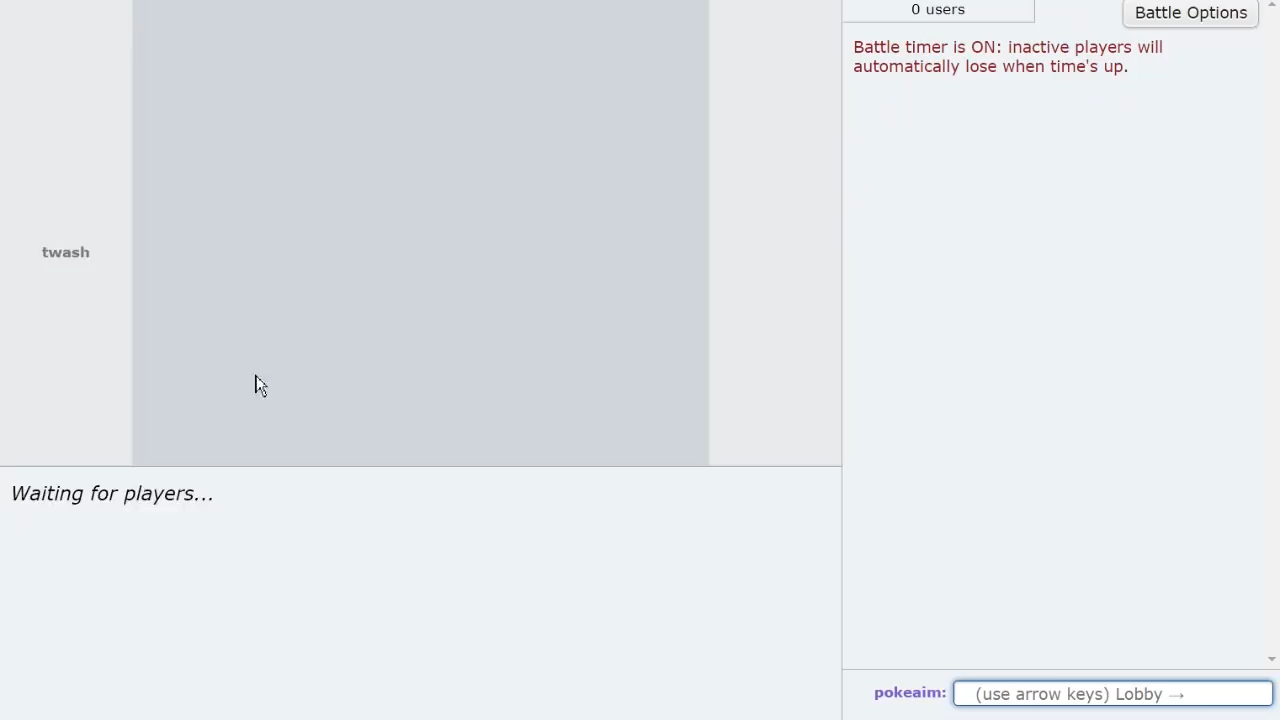 0 users
Battle Options
Battle timer is ON: inactive players will
automatically lose when time's up.
twash
Waiting for players...
pokeaim:
(use arrow keys) Lobby →